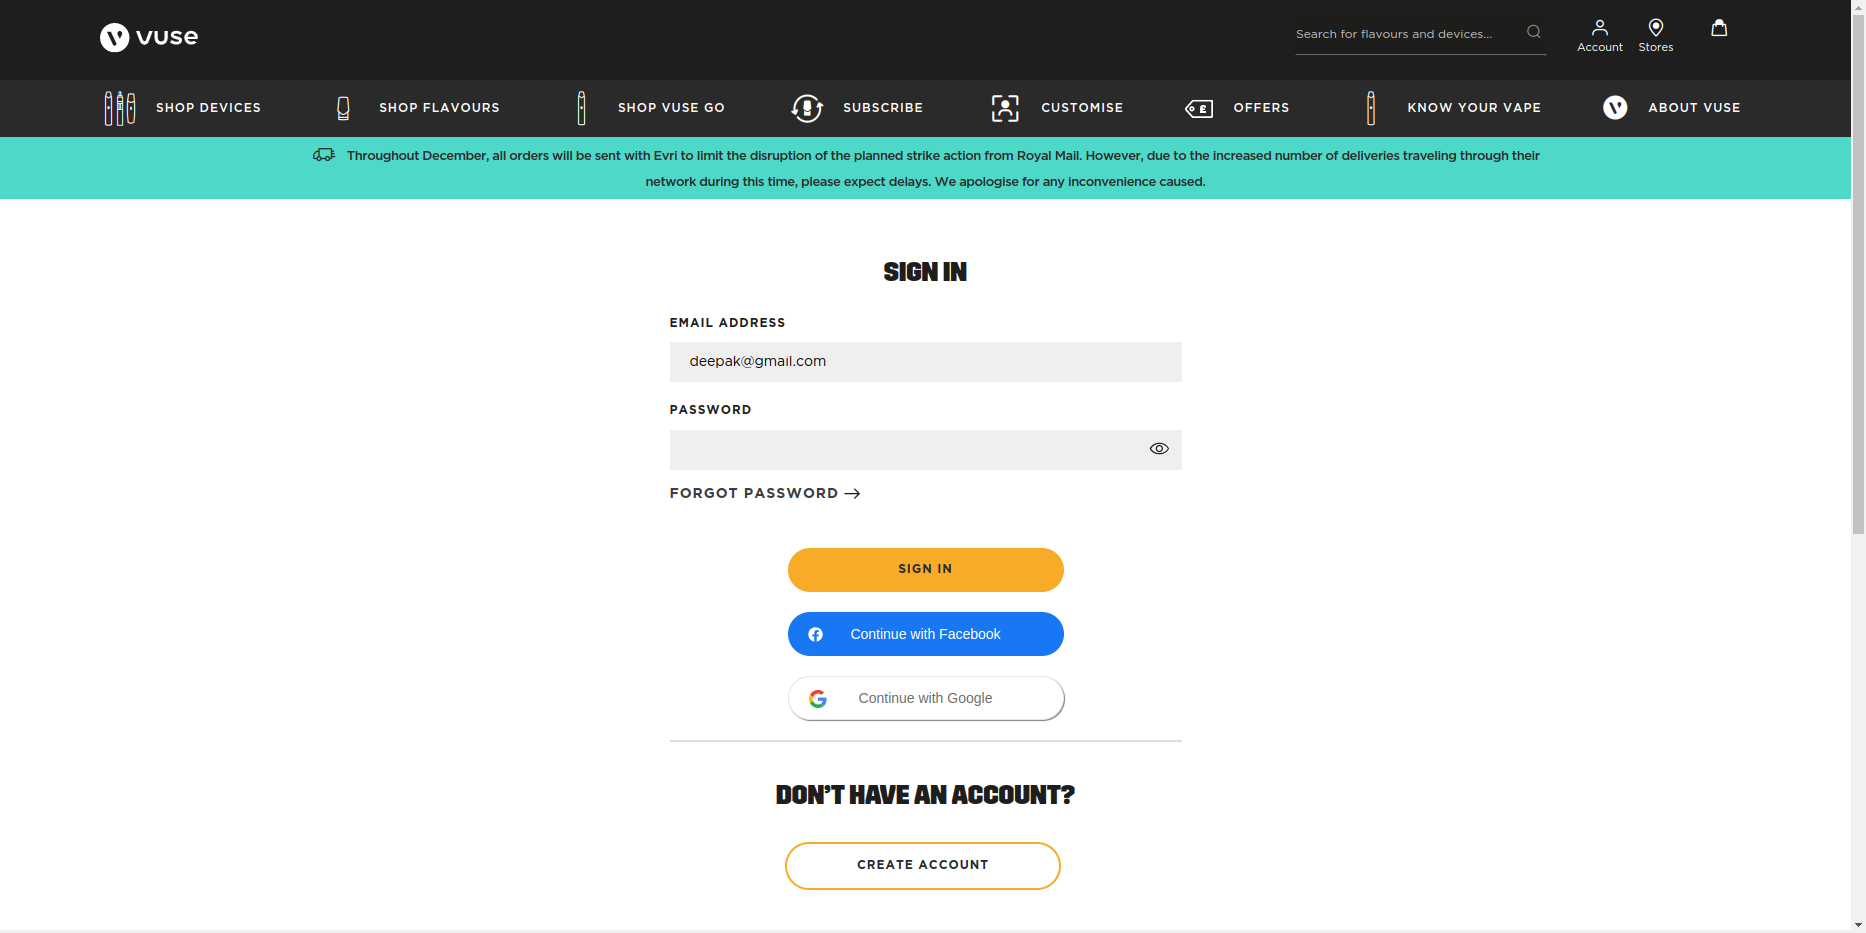 vuse
Search for flavours and devices...
Account
Stores
SHOP DEVICES
SHOP FLAVOURS
SHOP VUSE GO
SUBSCRIBE
CUSTOMISE
£
OFFERS
KNOW YOUR VAPE
ABOUT VUSE
Throughout December, all orders will be sent with Evri to limit the disruption of the planned strike action from Royal Mail. However, due to the increased number of deliveries traveling through their
network during this time, please expect delays. We apologise for any inconvenience caused.
SIGN IN
EMAIL ADDRESS
deepak@gmail.com
PASSWORD
FORGOT PASSWORD →
SIGN IN
Continue with Facebook
Continue with Google
DON'T HAVE AN ACCOUNT?
CREATE ACCOUNT